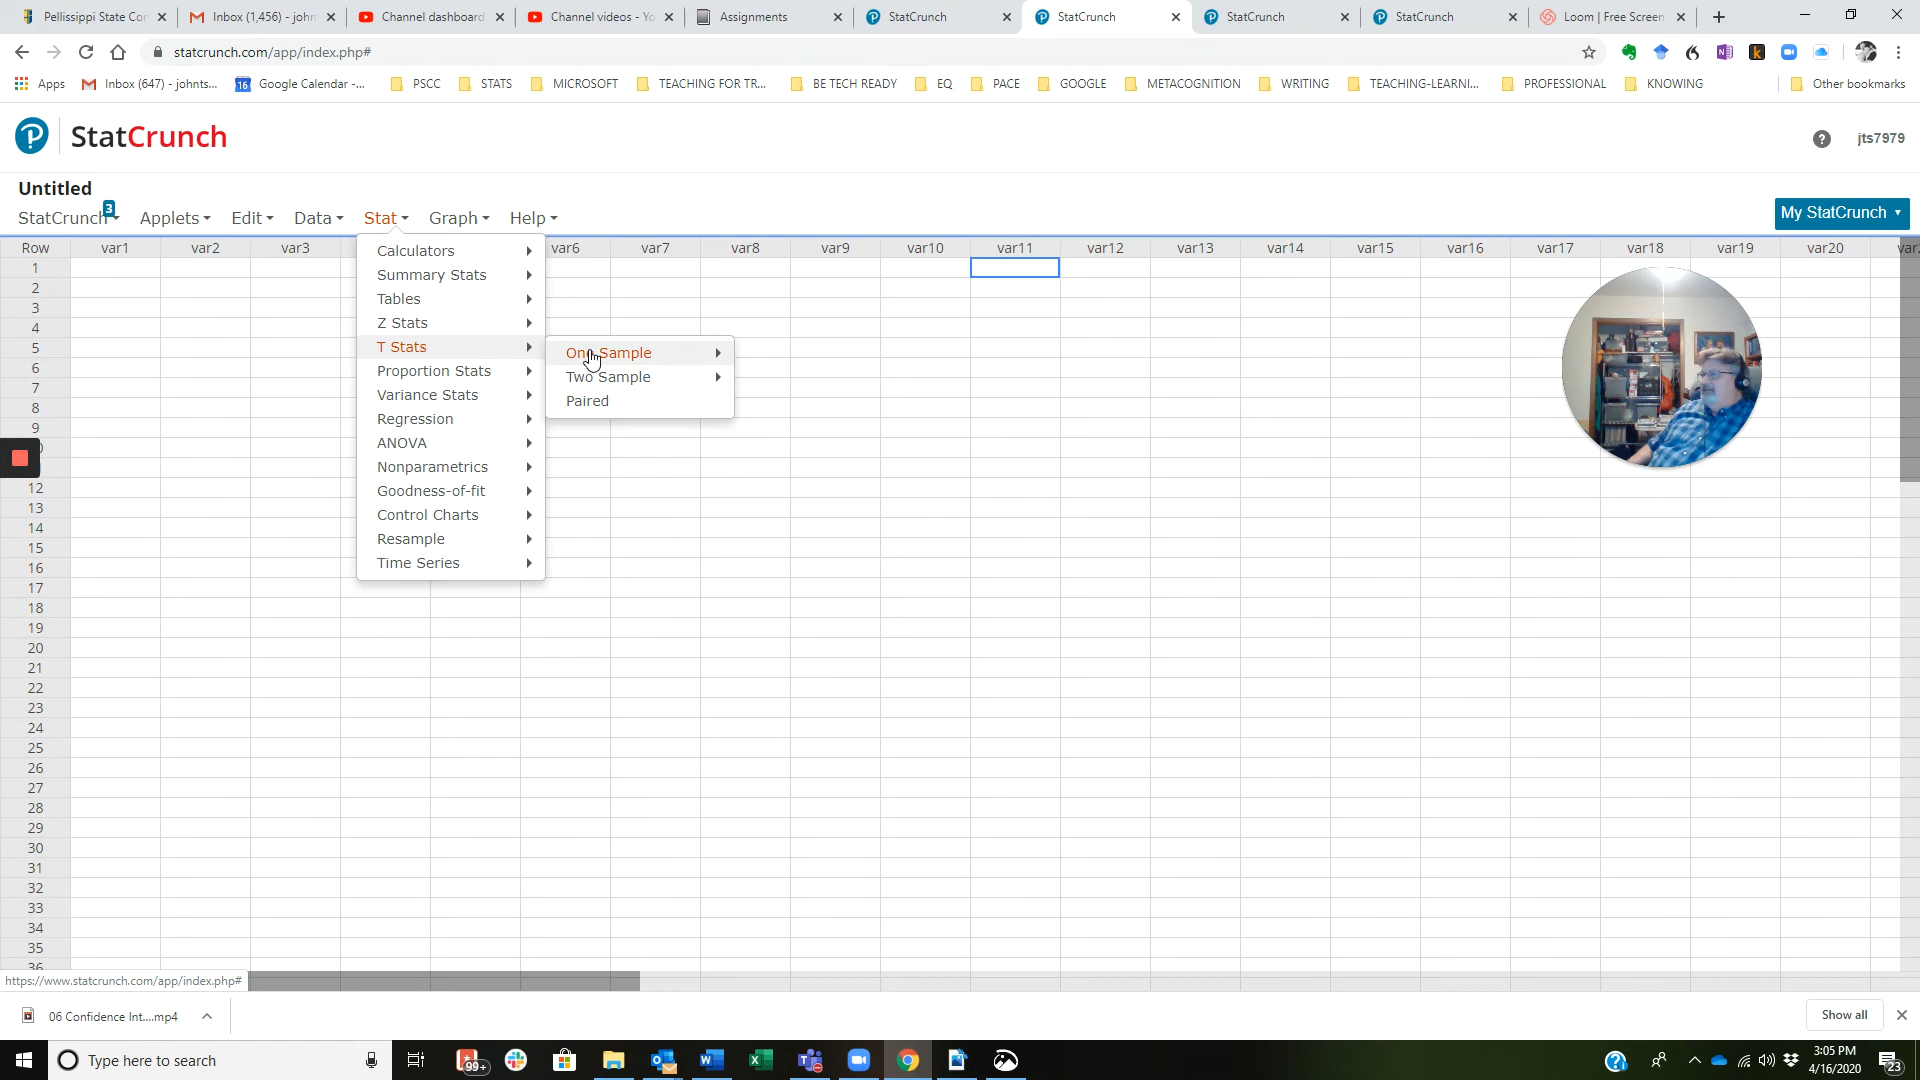 Pellissippi State Cor
Inbox (1,456) - john
Channel dashboard
Channel videos - Yo
Assignments
StatCrunch
StatCrunch
StatCrunch
StatCrunch
Loom | Free Screen
statcrunch.com/app/index.php#
Apps
Inbox (647) - johnts...
Google Calendar -...
PSCC
STATS
MICROSOFT
TEACHING FOR TR...
BE TECH READY
EQ
PACE
GOOGLE
METACOGNITION
WRITING
TEACHING-LEARNI...
PROFESSIONAL
KNOWING
Other bookmarks
StatCrunch
jts7979
Untitled
StatCrunch 3 Applets Edit Data Stat Graph Help
My StatCrunch
Row var1 var2 var3 var6 var7 var8 var9 var10 var11 var12 var13 var14 var15 var16 var17 var18 var19 var20 var
Calculators
Summary Stats
Tables
Z Stats
T Stats
Proportion Stats
Variance Stats
Regression
ANOVA
Nonparametrics
Goodness-of-fit
Control Charts
Resample
Time Series
One Sample
Two Sample
Paired
1
2
3
4
5
6
7
8
9
12
13
14
15
16
17
18
19
20
21
22
23
24
25
26
27
28
29
30
31
32
33
34
35
36
https://www.statcrunch.com/app/index.php#
06 Confidence Int....mp4
Show all
Type here to search
99+
3:05 PM
4/16/2020
23